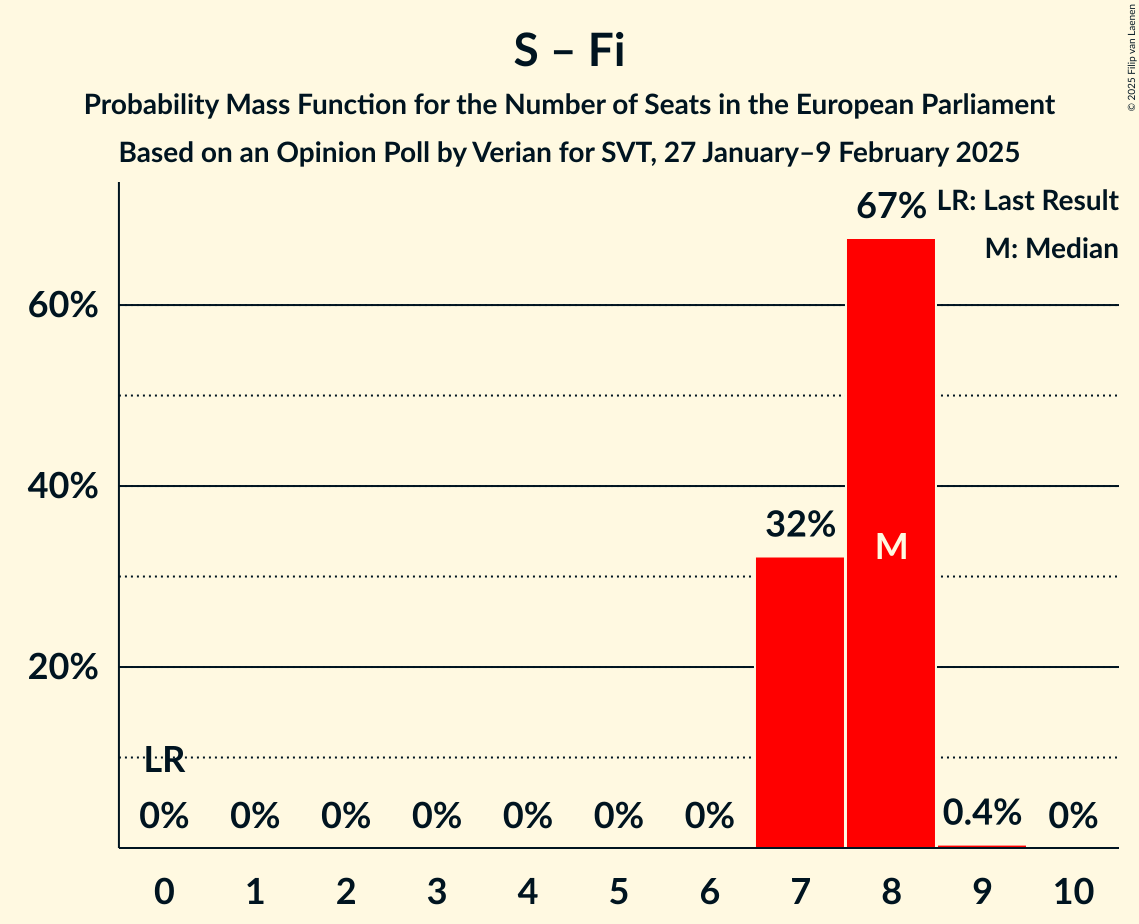 S – Fi
Probability Mass Function for the Number of Seats in the European Parliament
Based on an Opinion Poll by Verian for SVT, 27 January–9 February 2025
© 2025 Filip van Laenen
LR: Last Result
M: Median
60%
40%
20%
67%
32%
M
LR
0% 0% 0% 0% 0% 0% 0% 0.4% 0%
0 1 2 3 4 5 6 7 8 9 10